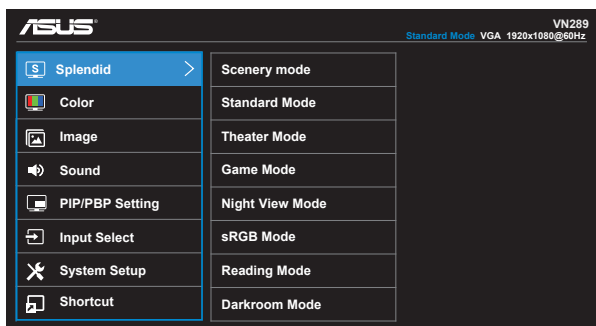 ASUS
VN289
Standard Mode VGA 1920x1080@60Hz
S Splendid
Scenery mode
Color
Standard Mode
Image
Theater Mode
Sound
Game Mode
PIP/PBP Setting
Night View Mode
Input Select
sRGB Mode
System Setup
Reading Mode
Shortcut
Darkroom Mode